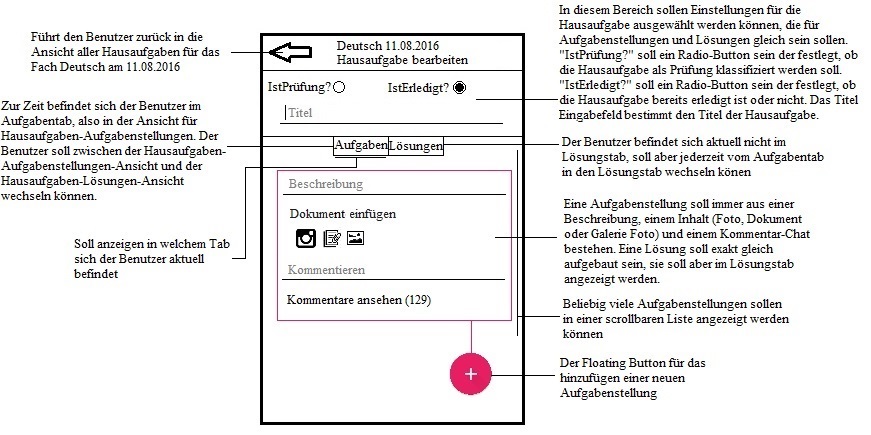 Führt den Benutzer zurück in die
Ansicht aller Hausaufgaben für das
Fach Deutsch am 11.08.2016
Zur Zeit befindet sich der Benutzer im
Aufgabentab, also in der Ansicht für
Hausaufgaben-Aufgabenstellungen. Der
Benutzer soll zwischen der Hausaufgaben-
Aufgabenstellungen-Ansicht und der
Hausaufgaben-Lösungen-Ansicht
wechseln können.
Soll anzeigen in welchem Tab
sich der Benutzer aktuell
befindet
Deutsch 11.08.2016
Hausaufgabe bearbeiten
IstPrüfung? IstErledigt?
Titel
Aufgaben Lösungen
Beschreibung
Dokument einfügen
Kommentieren
Kommentare ansehen (129)
+
In diesem Bereich sollen Einstellungen für die
Hausaufgabe ausgewählt werden können, die für
Aufgabenstellungen und Lösungen gleich sein sollen.
"IstPrüfung?" soll ein Radio-Button sein der festlegt, ob
die Hausaufgabe als Prüfung klassifiziert werden soll.
"IstErledigt?" soll ein Radio-Button sein der festlegt, ob
die Hausaufgabe bereits erledigt ist oder nicht. Das Titel
Eingabefeld bestimmt den Titel der Hausaufgabe.
Der Benutzer befindet sich aktuell nicht im
Lösungstab, soll aber jederzeit vom Aufgabentab
in den Lösungstab wechseln könen
Eine Aufgabenstellung soll immer aus einer
Beschreibung, einem Inhalt (Foto, Dokument
oder Galerie Foto) und einem Kommentar-Chat
bestehen. Eine Lösung soll exakt gleich
aufgebaut sein, sie soll aber im Lösungstab
angezeigt werden.
Beliebig viele Aufgabenstellungen sollen
in einer scrollbaren Liste angezeigt werden
können
Der Floating Button für das
hinzufügen einer neuen
Aufgabenstellung